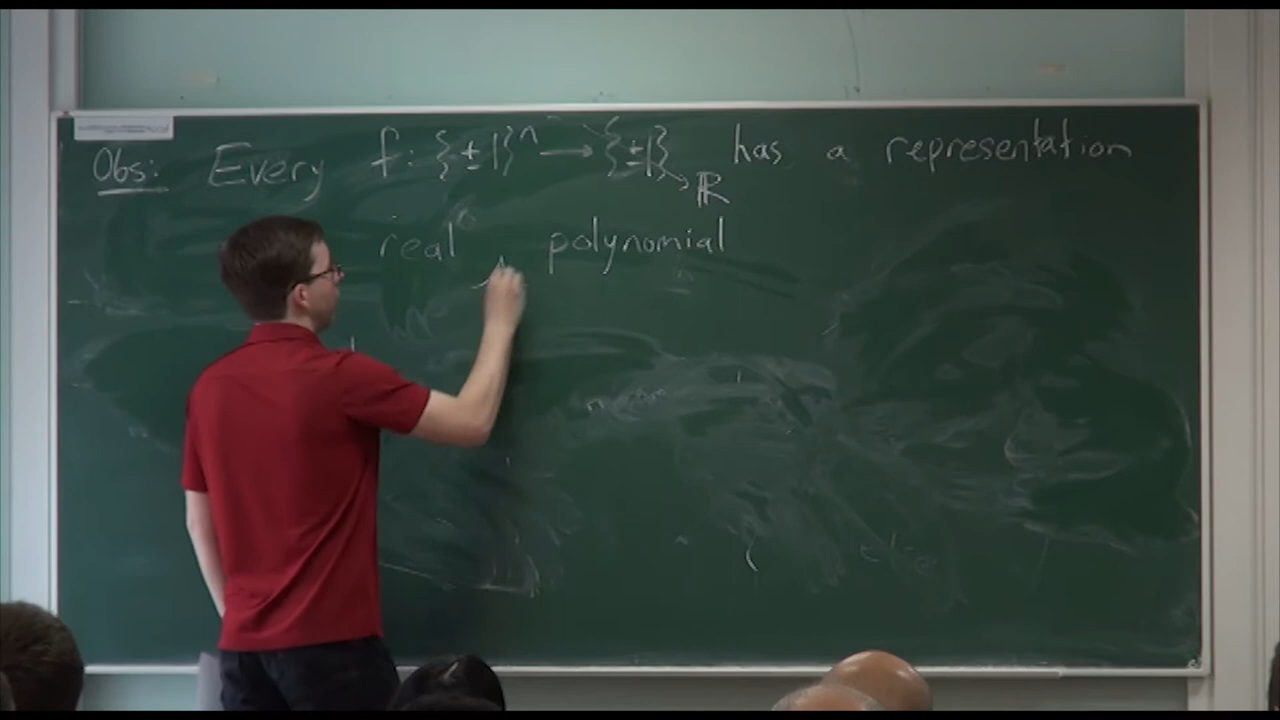 Obs: Every f: {±1}ⁿ → {±1} has a representation
ℝ
real polynomial